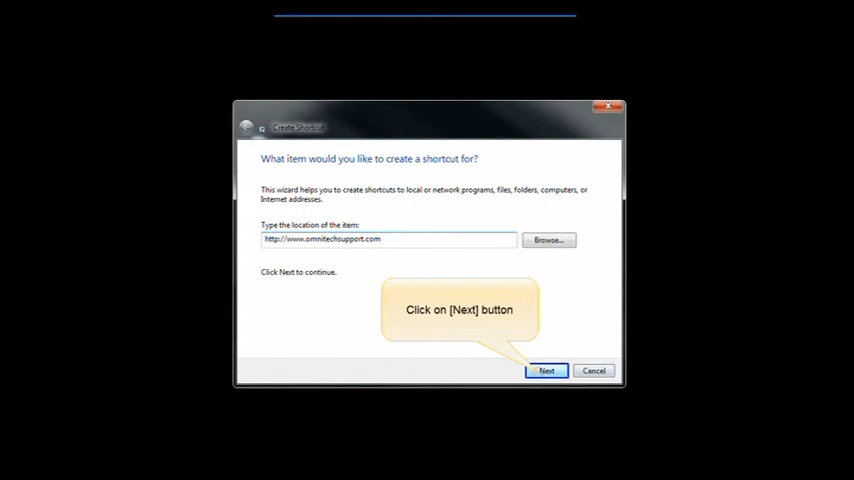 Create Shortcut
What item would you like to create a shortcut for?
This wizard helps you to create shortcuts to local or network programs, files, folders, computers, or
Internet addresses.
Type the location of the item:
http://www.omnitechsupport.com
Browse...
Click Next to continue.
Click on [Next] button
Next
Cancel